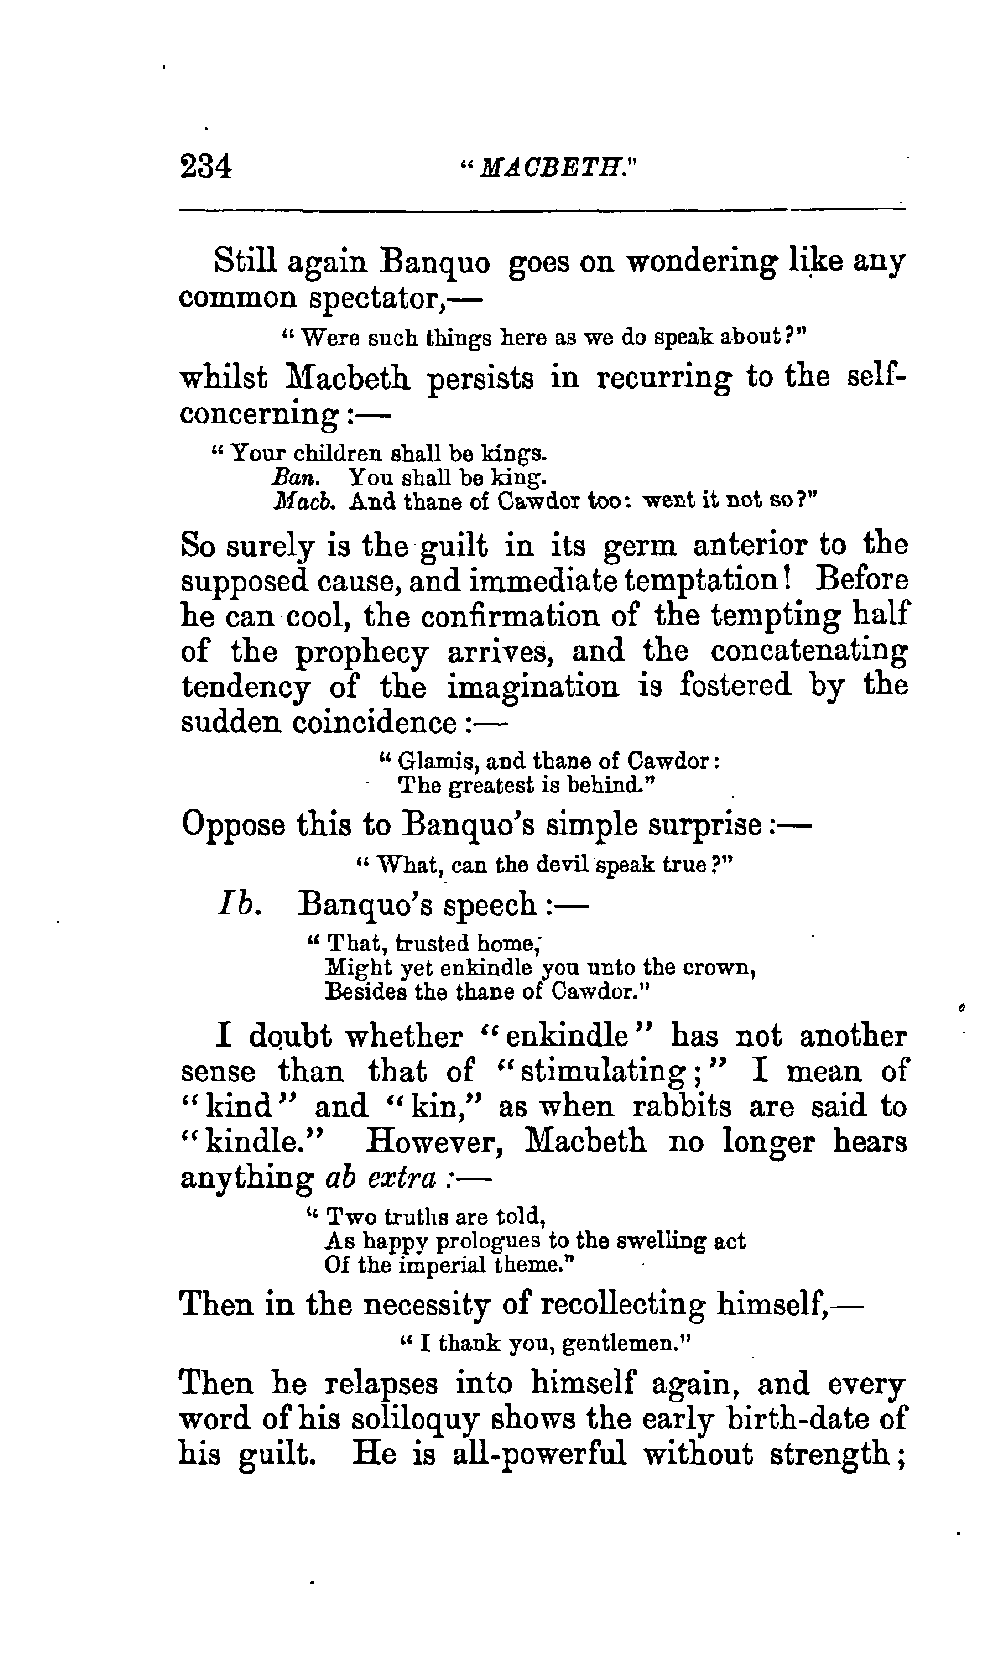 234 "MACBETH."
Still again Banquo goes on wondering like any
common spectator,—
"Were such things here as we do speak about?"
whilst Macbeth persists in recurring to the self-
concerning:—
"Your children shall be kings.
Ban. You shall be king.
Macb. And thane of Cawdor too: went it not so?"
So surely is the guilt in its germ anterior to the
supposed cause, and immediate temptation! Before
he can cool, the confirmation of the tempting half
of the prophecy arrives, and the concatenating
tendency of the imagination is fostered by the
sudden coincidence:—
"Glamis, and thane of Cawdor:
The greatest is behind."
Oppose this to Banquo's simple surprise:—
"What, can the devil speak true?"
Ib. Banquo's speech:—
"That, trusted home,
Might yet enkindle you unto the crown,
Besides the thane of Cawdor."
I doubt whether "enkindle" has not another
sense than that of "stimulating;" I mean of
"kind" and "kin," as when rabbits are said to
"kindle." However, Macbeth no longer hears
anything ab extra:—
"Two truths are told,
As happy prologues to the swelling act
Of the imperial theme."
Then in the necessity of recollecting himself,—
"I thank you, gentlemen."
Then he relapses into himself again, and every
word of his soliloquy shows the early birth-date of
his guilt. He is all-powerful without strength;